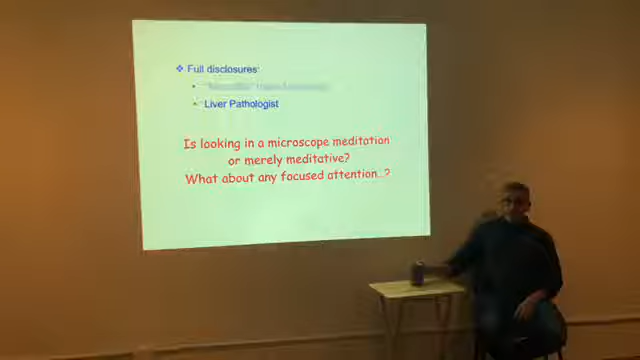 Full disclosures:
Liver Pathologist
Is looking in a microscope meditation
or merely meditative?
What about any focused attention...?